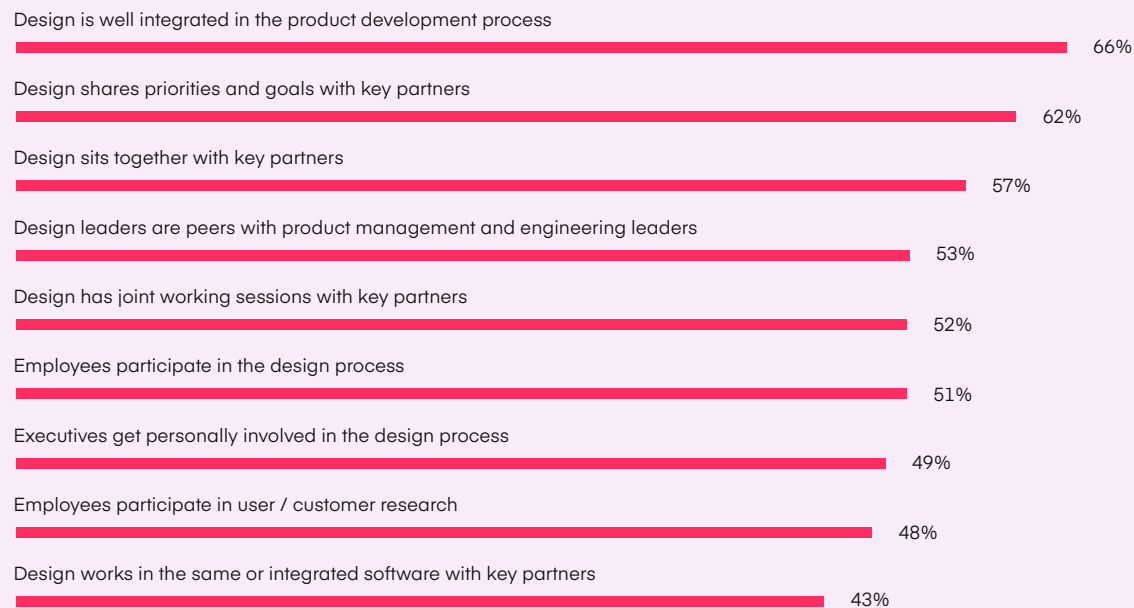 Design is well integrated in the product development process
66%
Design shares priorities and goals with key partners
62%
Design sits together with key partners
57%
Design leaders are peers with product management and engineering leaders
53%
Design has joint working sessions with key partners
52%
Employees participate in the design process
51%
Executives get personally involved in the design process
49%
Employees participate in user / customer research
48%
Design works in the same or integrated software with key partners
43%